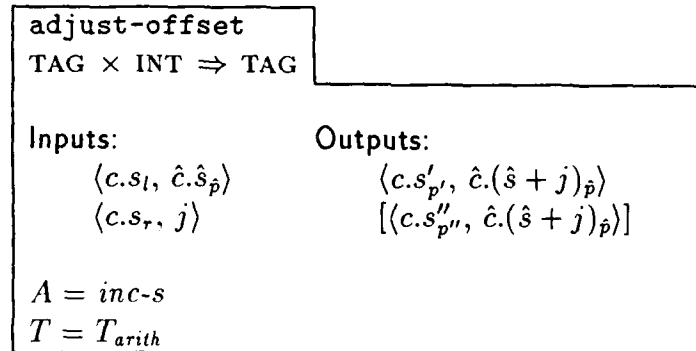 adjust-offset
TAG × INT ⇒ TAG
Inputs: Outputs:
⟨c.s_l, ĉ.ŝ_p̂⟩ ⟨c.s′_p′, ĉ.(ŝ + j)_p̂⟩
⟨c.s_r, j⟩ [⟨c.s″_p″, ĉ.(ŝ + j)_p̂⟩]
A = inc-s
T = T_arith